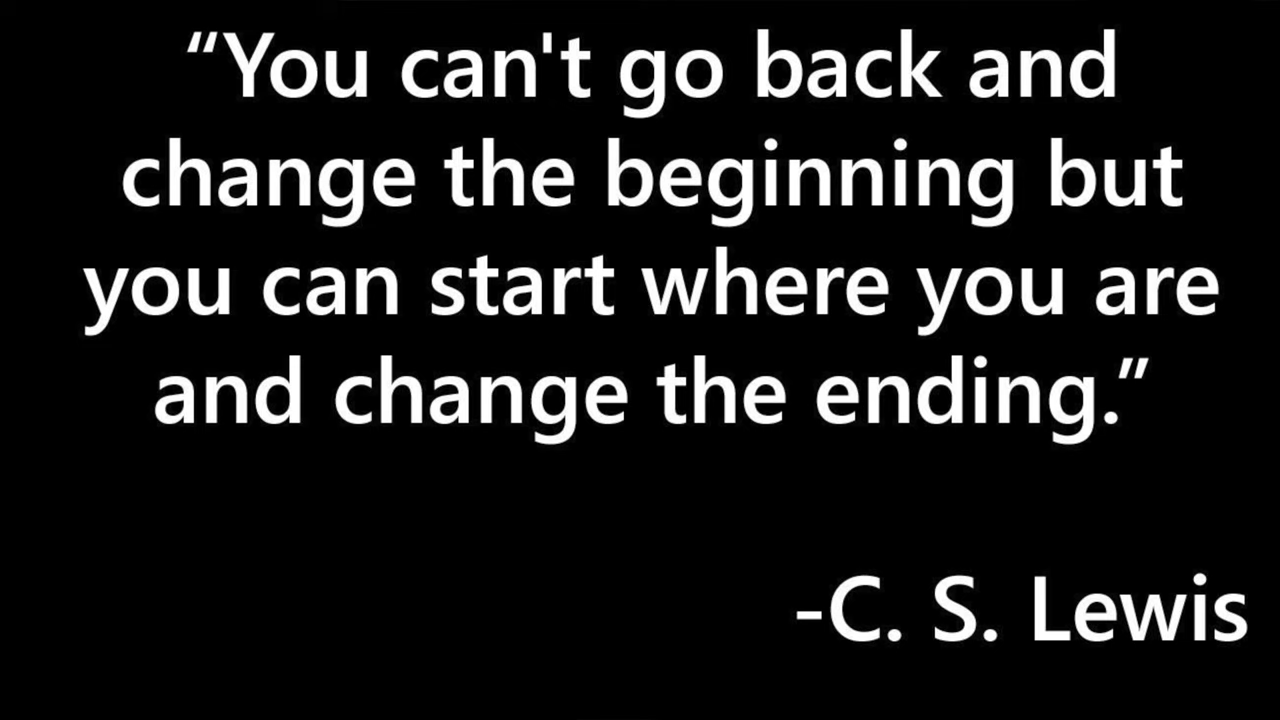 “You can't go back and
change the beginning but
you can start where you are
and change the ending.”
-C. S. Lewis